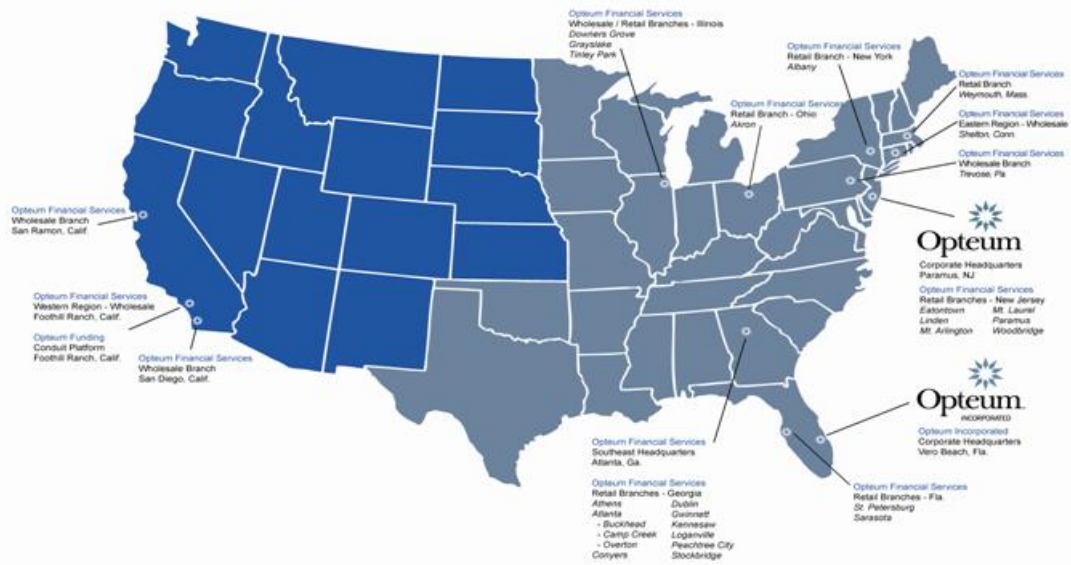 Opteum Financial Services
Wholesale / Retail Branches - Illinois
Downers Grove
Grayslake
Tinley Park
Opteum Financial Services
Retail Branch - New York
Albany
Opteum Financial Services
Retail Branch
Weymouth, Mass.
Opteum Financial Services
Retail Branch - Ohio
Akron
Opteum Financial Services
Eastern Region - Wholesale
Shelton, Conn.
Opteum Financial Services
Wholesale Branch
Trevose, Pa
Opteum Financial Services
Wholesale Branch
San Ramon, Calif.
Opteum
Corporate Headquarters
Paramus, NJ
Opteum Financial Services
Retail Branches - New Jersey
Eatontown Mt. Laurel
Linden Paramus
Mt. Arlington Woodbridge
Opteum Financial Services
Western Region - Wholesale
Foothill Ranch, Calif.
Opteum Funding
Conduit Platform
Foothill Ranch, Calif.
Opteum Financial Services
Wholesale Branch
San Diego, Calif.
Opteum
INCORPORATED
Opteum Incorporated
Corporate Headquarters
Vero Beach, Fla.
Opteum Financial Services
Southeast Headquarters
Atlanta, Ga.
Opteum Financial Services
Retail Branches - Georgia
Athens Dublin
Atlanta Gwinnett
- Buckhead Kennesaw
- Camp Creek Loganville
- Overton Peachtree City
Conyers Stockbridge
Opteum Financial Services
Retail Branches - Fla.
St. Petersburg
Sarasota